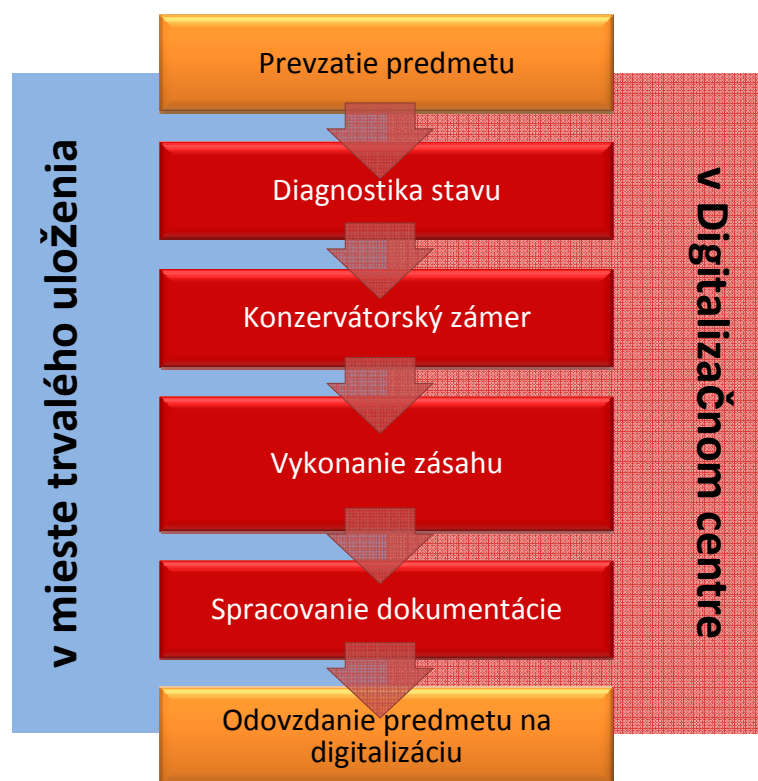 Prevzatie predmetu
v mieste trvalého uloženia
v DigitalizaČnom centre
Diagnostika stavu
Konzervátorský zámer
Vykonanie zásahu
Spracovanie dokumentácie
Odovzdanie predmetu na
digitalizáciu